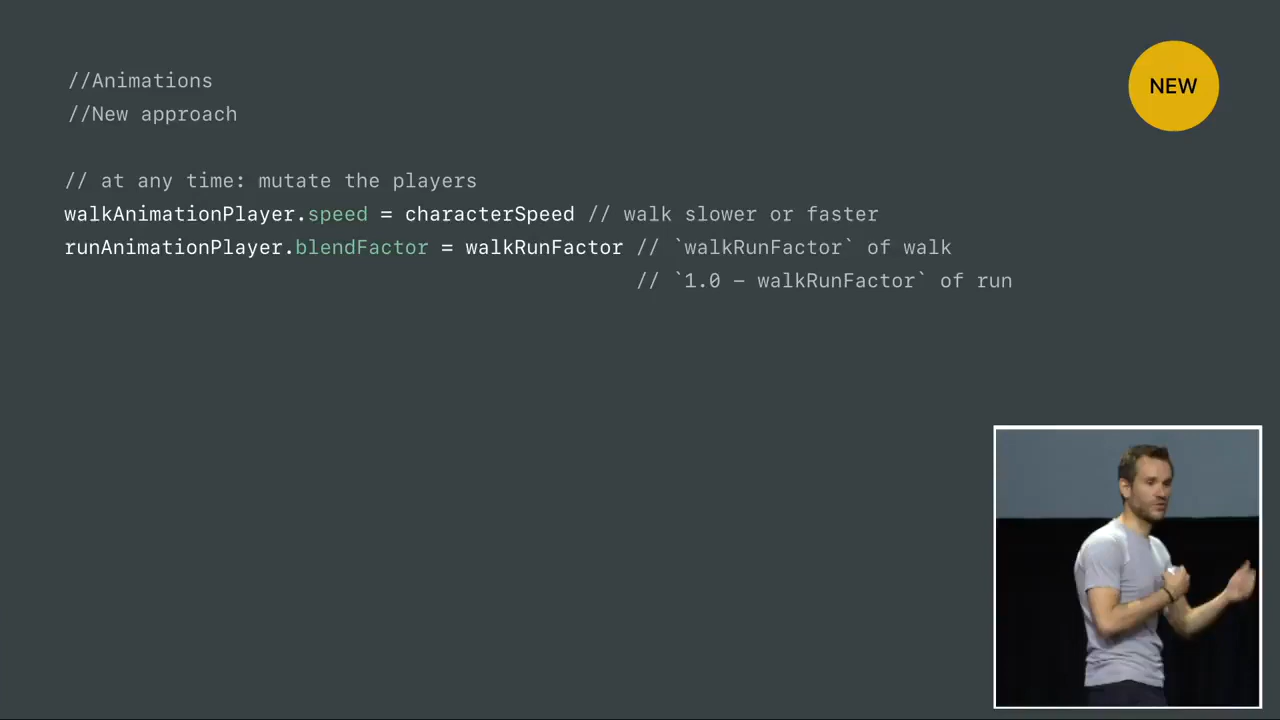 //Animations
//New approach
NEW
// at any time: mutate the players
walkAnimationPlayer.speed = characterSpeed // walk slower or faster
runAnimationPlayer.blendFactor = walkRunFactor // `walkRunFactor` of walk
// `1.0 – walkRunFactor` of run